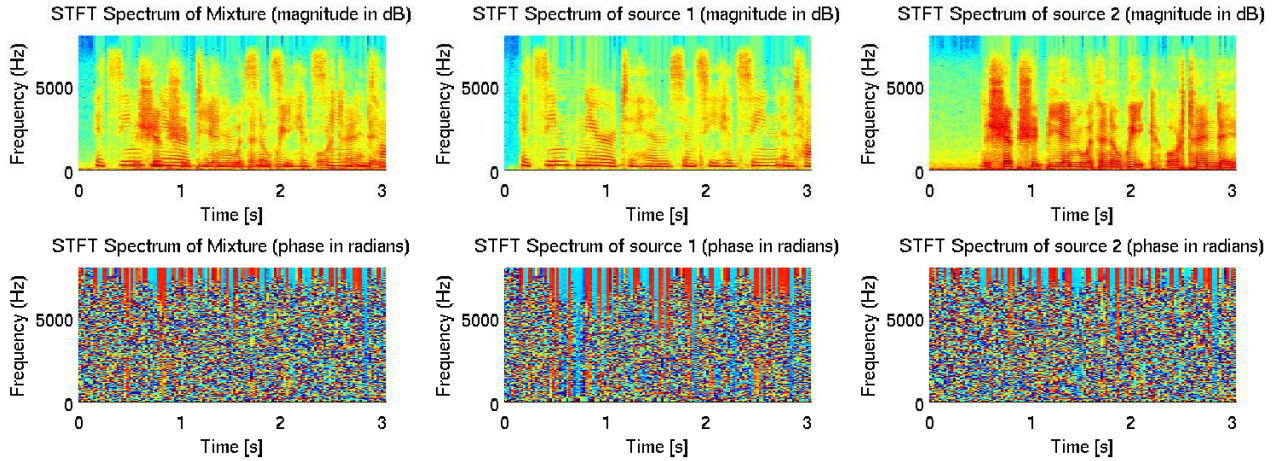 STFT Spectrum of Mixture (magnitude in dB)
Frequency (Hz)
5000
0
0 1 2 3
Time [s]
STFT Spectrum of source 1 (magnitude in dB)
Frequency (Hz)
5000
0
0 1 2 3
Time [s]
STFT Spectrum of source 2 (magnitude in dB)
Frequency (Hz)
5000
0
0 1 2 3
Time [s]
STFT Spectrum of Mixture (phase in radians)
Frequency (Hz)
5000
0
0 1 2 3
Time [s]
STFT Spectrum of source 1 (phase in radians)
Frequency (Hz)
5000
0
0 1 2 3
Time [s]
STFT Spectrum of source 2 (phase in radians)
Frequency (Hz)
5000
0
0 1 2 3
Time [s]